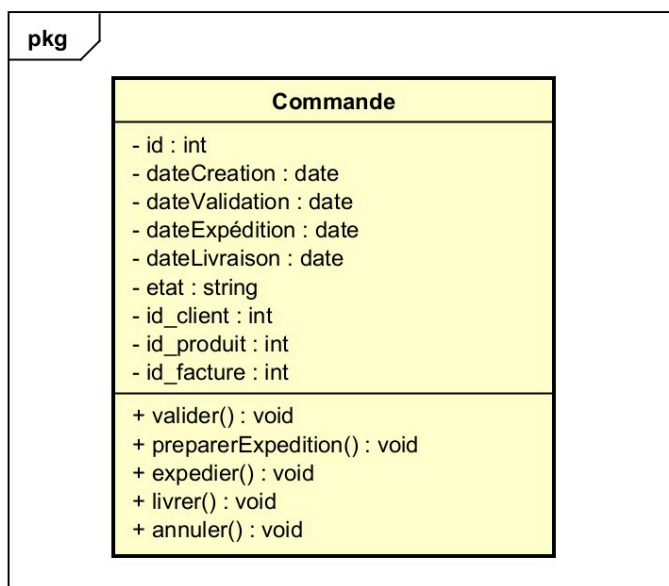 pkg
Commande
- id : int
- dateCreation : date
- dateValidation : date
- dateExpédition : date
- dateLivraison : date
- etat : string
- id_client : int
- id_produit : int
- id_facture : int
+ valider() : void
+ preparerExpedition() : void
+ expedier() : void
+ livrer() : void
+ annuler() : void